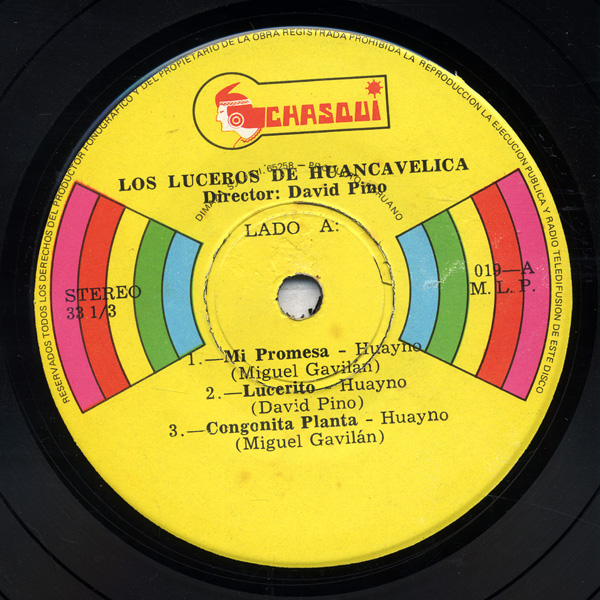 RESERVADOS TODOS LOS DERECHOS DEL PRODUCTOR FONOGRAFICO Y DEL PROPIETARIO DE LA OBRA REGISTRADA PROHIBIDA LA REPRODUCCION LA EJECUCION PUBLICA Y RADIO TELEDIFUSION DE ESTE DISCO
CHASQUI
LOS LUCEROS DE HUANCAVELICA
Director: David Pino
LADO A:
STEREO
33 1/3
019—A
M. L. P.
1.—Mi Promesa - Huayno
(Miguel Gavilán)
2.—Lucerito — Huayno
(David Pino)
3.—Congonita Planta - Huayno
(Miguel Gavilán)